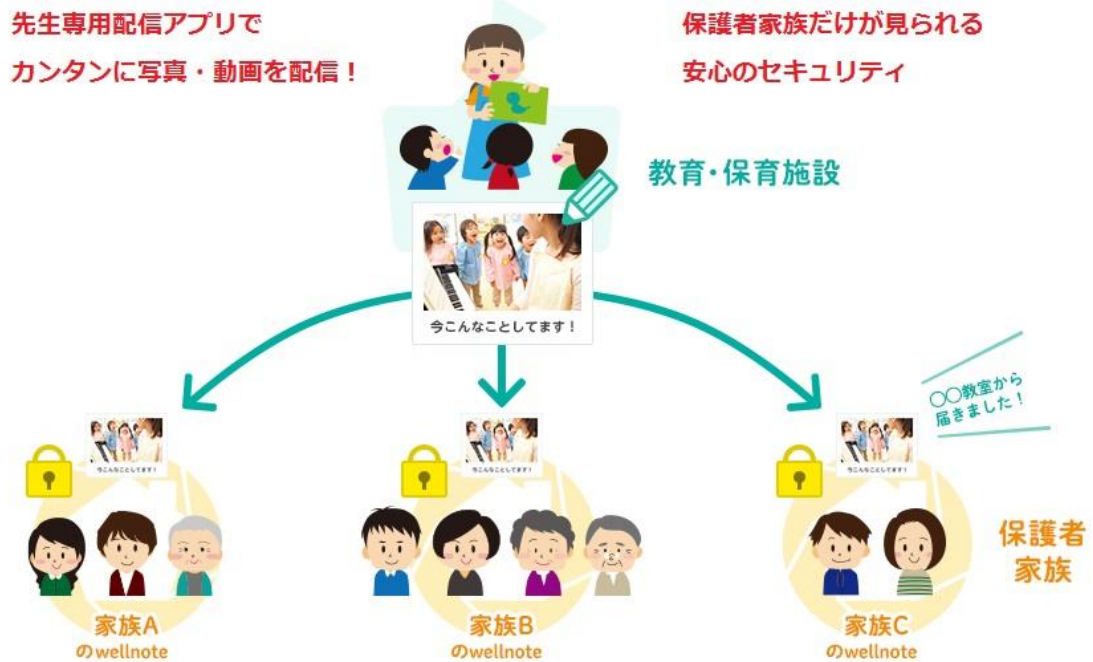 先生専用配信アプリで
カンタンに写真・動画を配信！
保護者家族だけが見られる
安心のセキュリティ
教育・保育施設
今こんなことしてます！
〇〇教室から
届きました！
今こんなことしてます！
今こんなことしてます！
今こんなことしてます！
保護者
家族
家族A
のwellnote
家族B
のwellnote
家族C
のwellnote